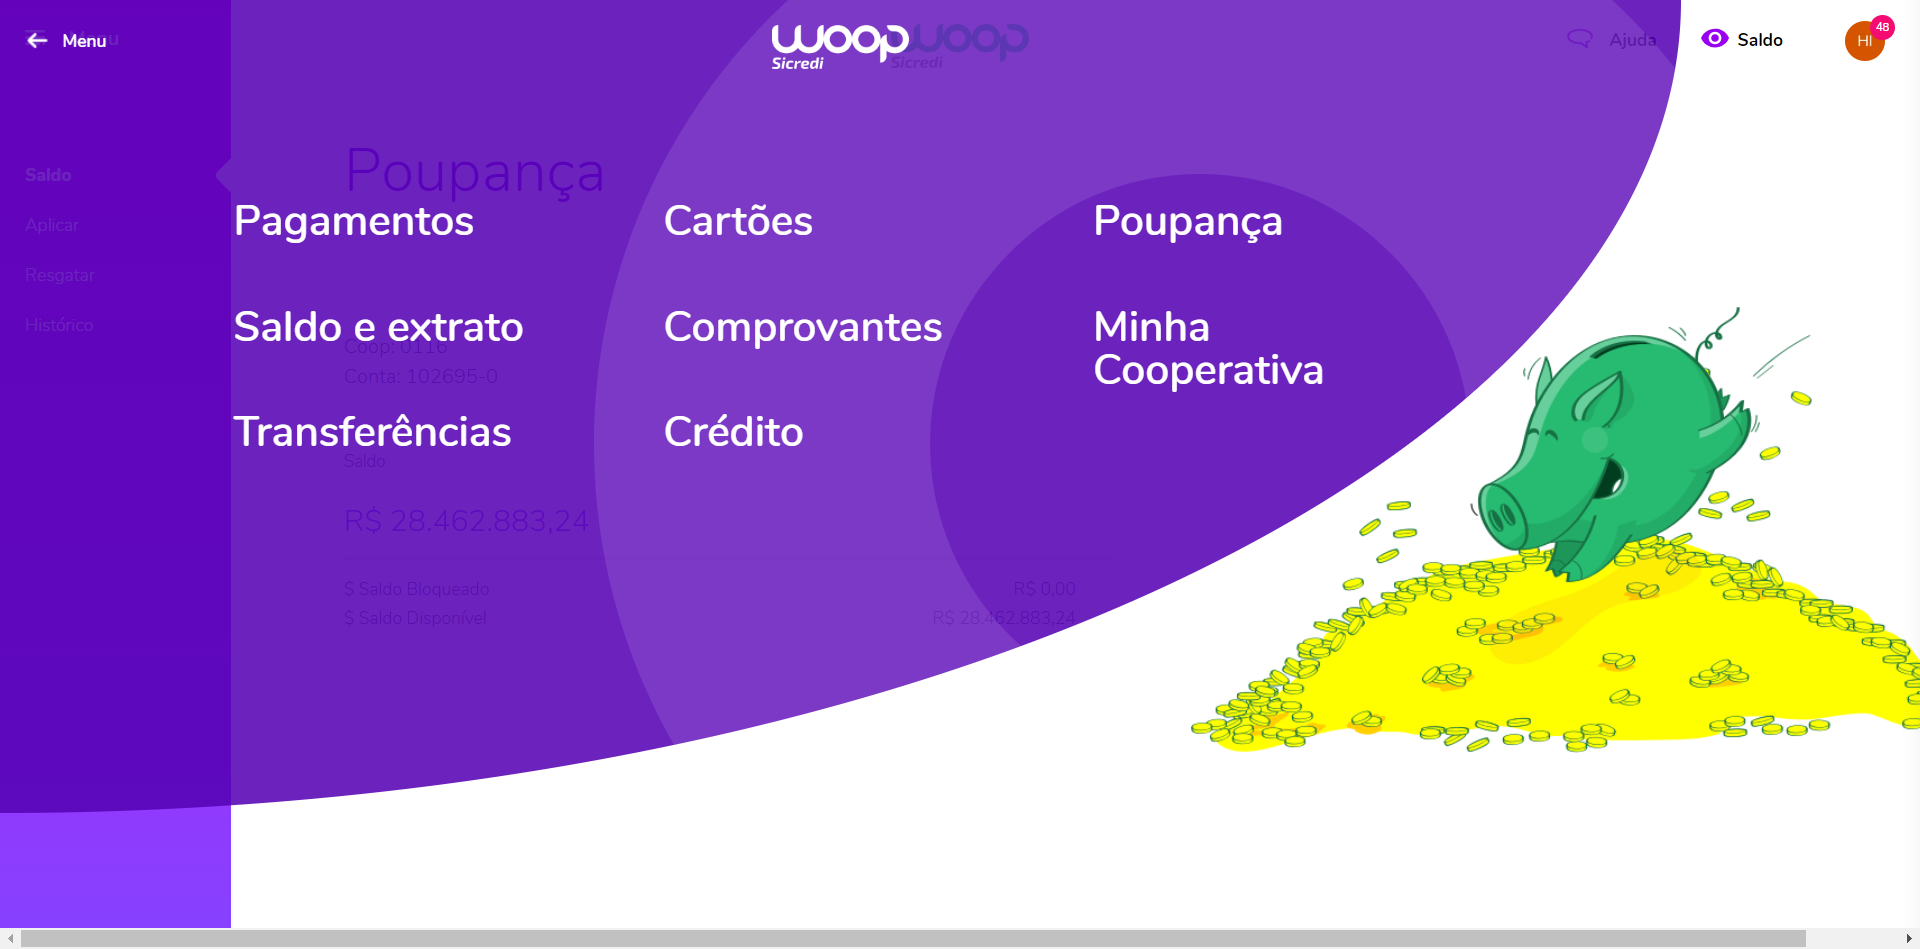 Menu
Menu
woop
Sicredi
woop
Sicredi
Ajuda
Saldo
HI
48
Poupança
Saldo
Aplicar
Resgatar
Histórico
Pagamentos
Cartões
Poupança
Saldo e extrato
Comprovantes
Minha
Cooperativa
Coop: 0116
Conta: 102695-0
Transferências
Crédito
Saldo
R$ 28.462.883,24
$ Saldo Bloqueado R$ 0,00
$ Saldo Disponível R$ 28.462.883,24